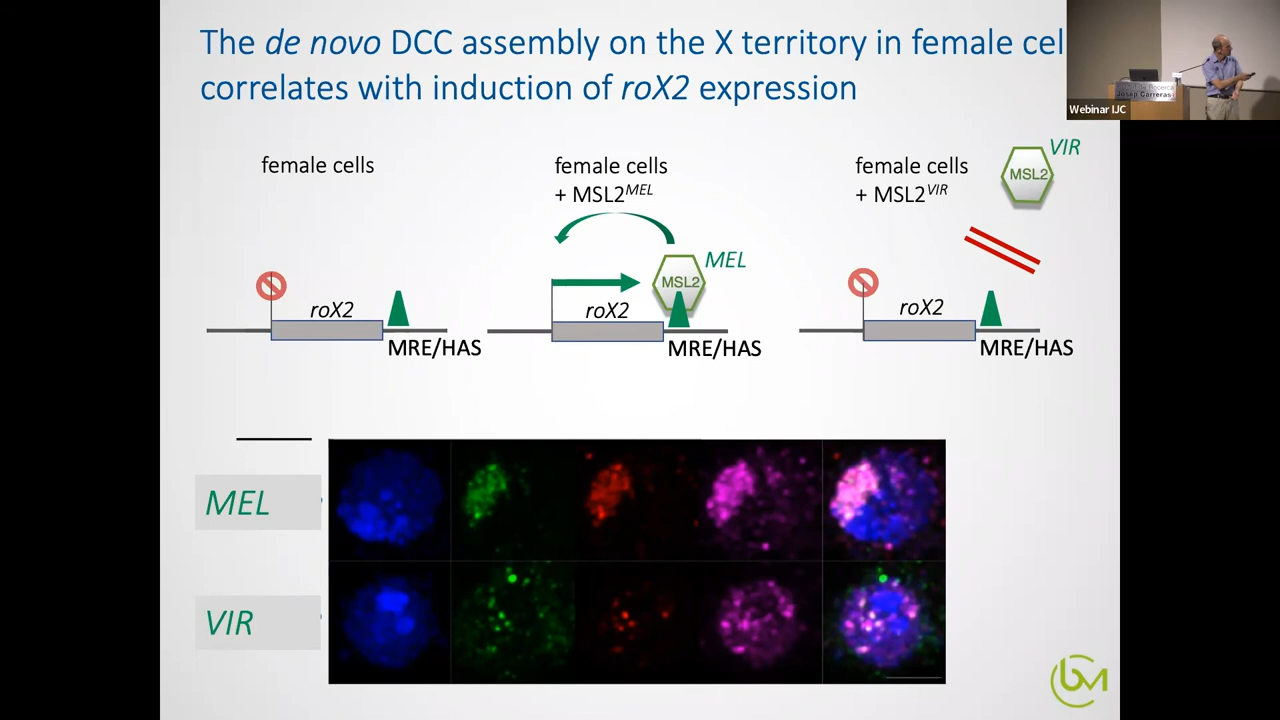 The de novo DCC assembly on the X territory in female cel
correlates with induction of roX2 expression
Josep Carreras
Webinar IJC
female cells
female cells
+ MSL2MEL
female cells
+ MSL2VIR
VIR
MSL2
MEL
MSL2
roX2
roX2
roX2
MRE/HAS
MRE/HAS
MRE/HAS
MEL
VIR
bM